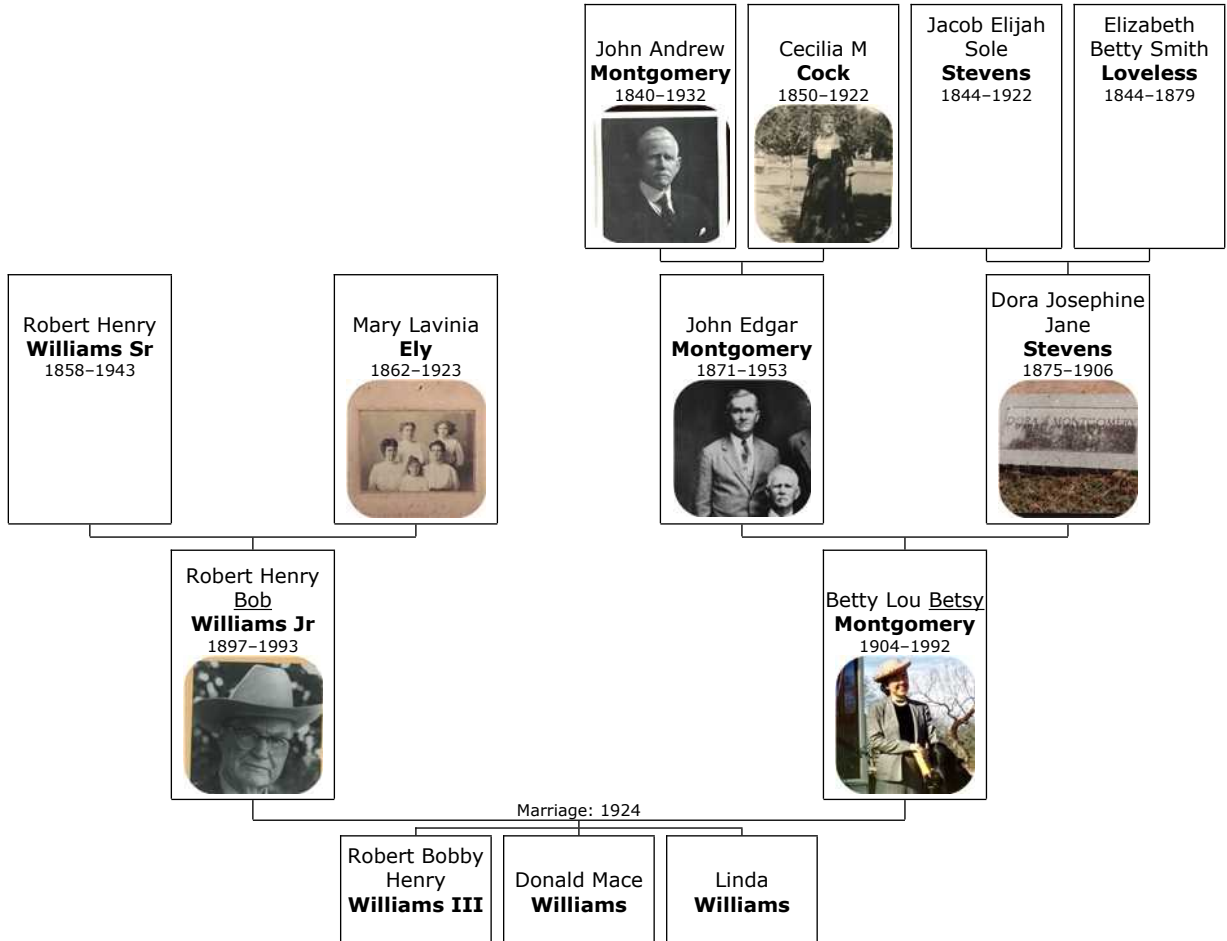 John Andrew
Montgomery
1840–1932
Cecilia M
Cock
1850–1922
Jacob Elijah
Sole
Stevens
1844–1922
Elizabeth
Betty Smith
Loveless
1844–1879
Robert Henry
Williams Sr
1858–1943
Mary Lavinia
Ely
1862–1923
John Edgar
Montgomery
1871–1953
Dora Josephine
Jane
Stevens
1875–1906
MONTGOMERY
Robert Henry
Bob
Williams Jr
1897–1993
Betty Lou Betsy
Montgomery
1904–1992
Marriage: 1924
Robert Bobby
Henry
Williams III
Donald Mace
Williams
Linda
Williams